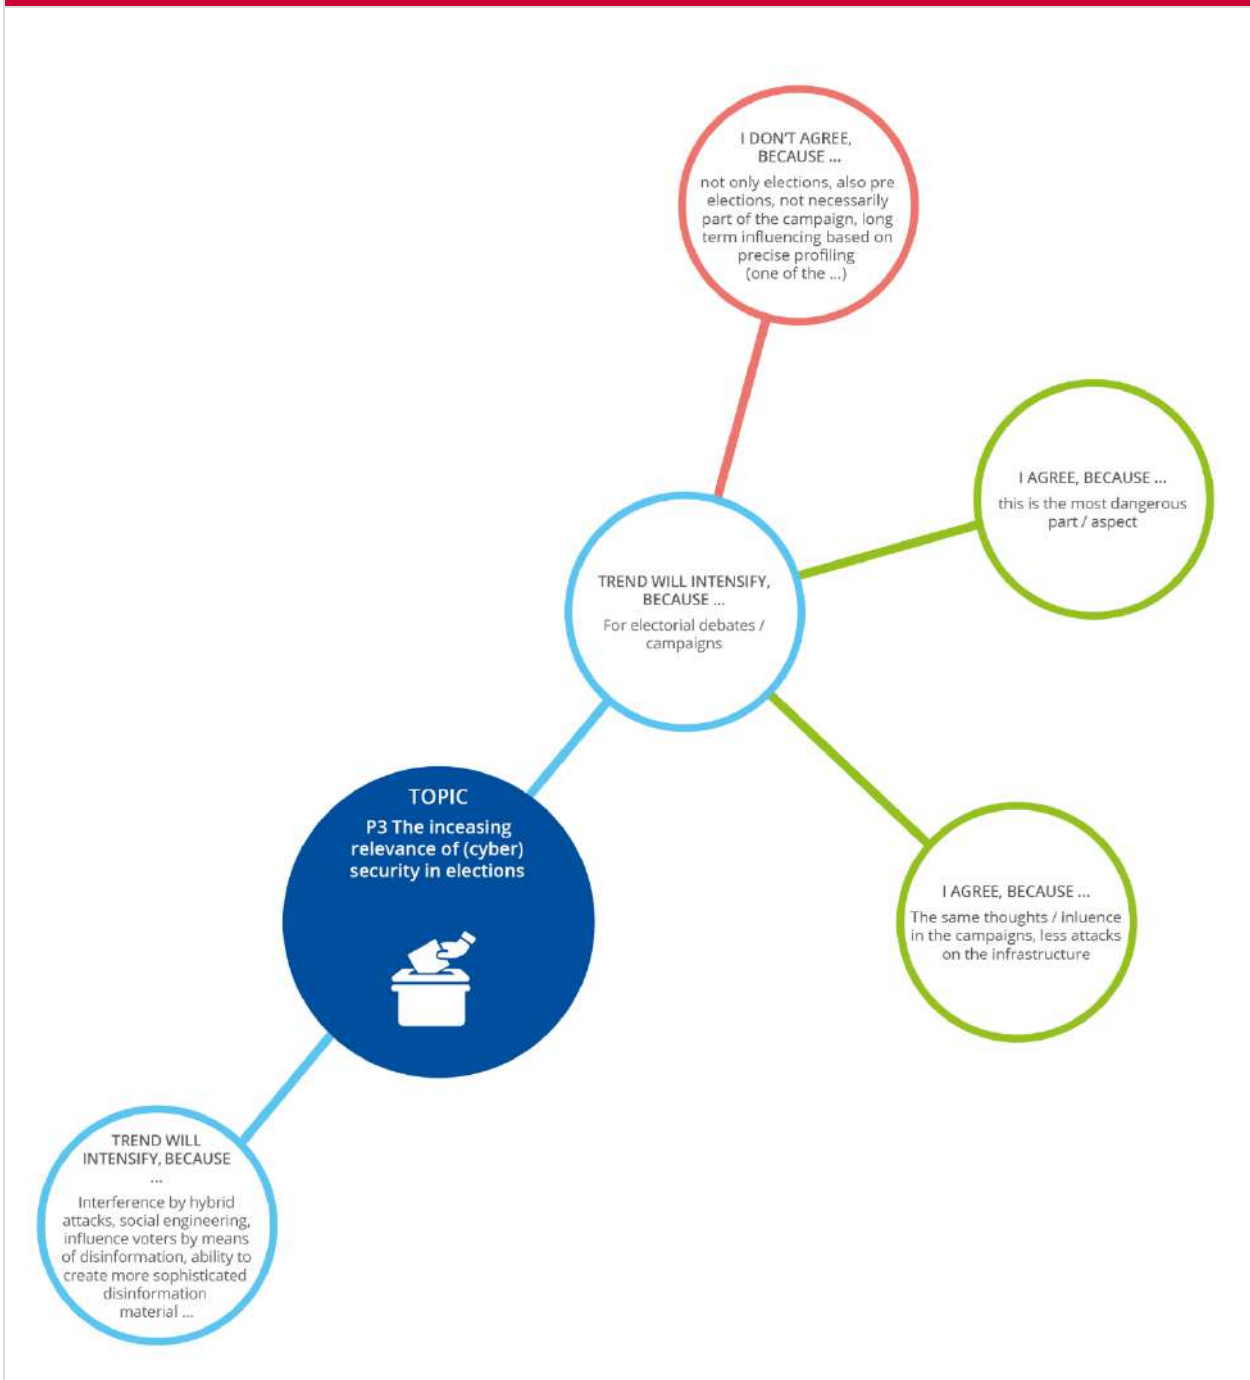 I DON'T AGREE,
BECAUSE ...
not only elections, also pre
elections, not necessarily
part of the campaign, long
term influencing based on
precise profiling
(one of the ...)
I AGREE, BECAUSE ...
this is the most dangerous
part / aspect
TREND WILL INTENSIFY,
BECAUSE ...
For electorial debates /
campaigns
TOPIC
P3 The inceasing
relevance of (cyber)
security in elections
I AGREE, BECAUSE ...
The same thoughts / inluence
in the campaigns, less attacks
on the infrastructure
TREND WILL
INTENSIFY, BECAUSE
...
Interference by hybrid
attacks, social engineering,
influence voters by means
of disinformation, ability to
create more sophisticated
disinformation
material ...